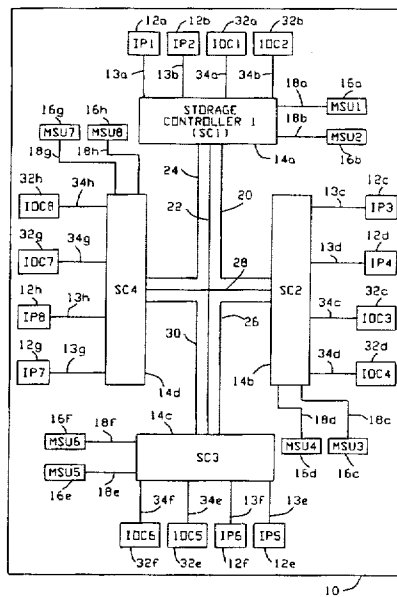 12a 12b 32a 32b
IP1 IP2 IOC1 IOC2
13a 13b 34a 34b
16g 16h 18a 16a
MSU7 MSU8 MSU1
STORAGE
CONTROLLER 1
(SC1)
18b
MSU2
18g 18h 14a 16b
24 20
32h 22 12c
IOC8 34h 13c IP3
32g 28 12d
IOC7 34g SC4 SC2 13d IP4
12h 32c
IP8 13h 34c IOC3
30 26
12g 32d
IP7 13g 34d IOC4
14d 14b
16f 18f 14c 18d 18c
MSU6 MSU4 MSU3
SC3
MSU5 16d 16c
16e 18e
34f 34e 13f 13e
IOC6 IOC5 IP6 IP5
32f 32e 12f 12e
10